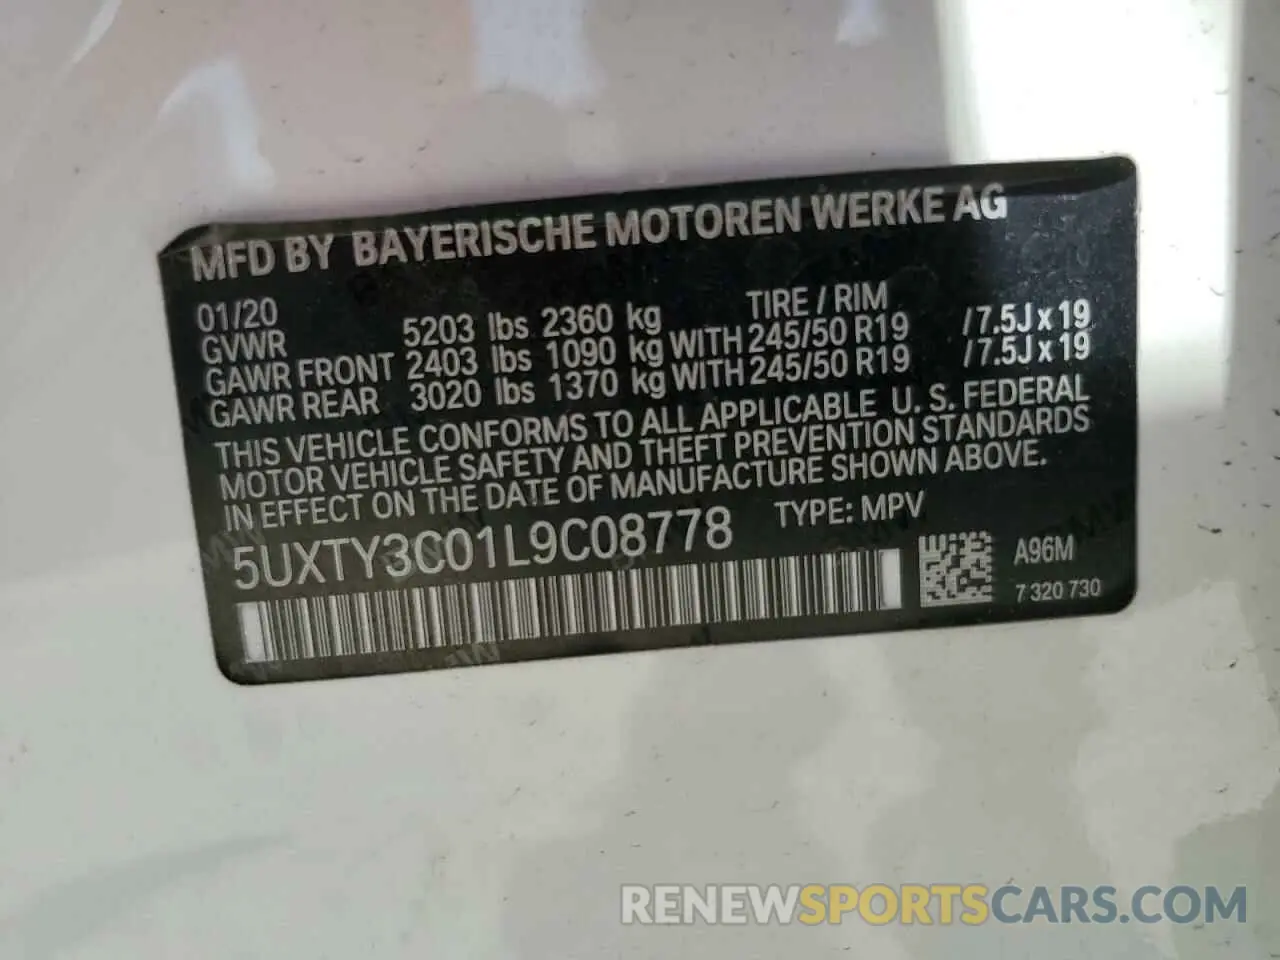 MFD BY BAYERISCHE MOTOREN WERKE AG
01/20 TIRE / RIM
GVWR 5203 lbs 2360 kg
GAWR FRONT 2403 lbs 1090 kg WITH 245/50 R19 /7.5J x 19
GAWR REAR 3020 lbs 1370 kg WITH 245/50 R19 /7.5J x 19
THIS VEHICLE CONFORMS TO ALL APPLICABLE U. S. FEDERAL
MOTOR VEHICLE SAFETY AND THEFT PREVENTION STANDARDS
IN EFFECT ON THE DATE OF MANUFACTURE SHOWN ABOVE.
5UXTY3C01L9C08778 TYPE: MPV
A96M
7 320 730
RENEWSPORTSCARS.COM